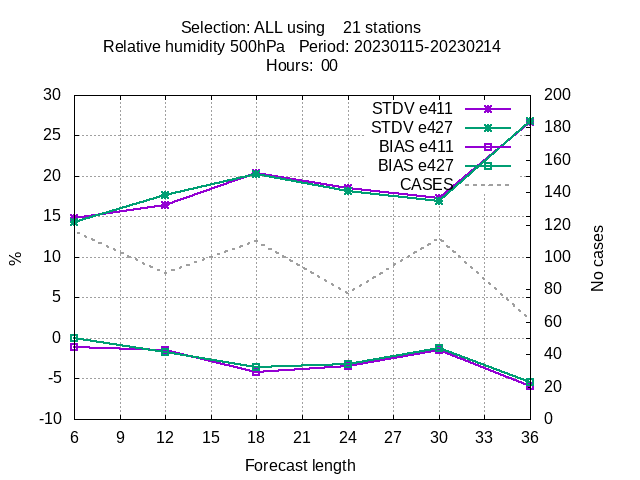 Selection: ALL using    21 stations
Relative humidity 500hPa   Period: 20230115-20230214
Hours:  00
30 200
25 180
20 160
15 140
10 120
5 100
0 80
-5 60
-10 40
20
0
STDV e411
STDV e427
BIAS e411
BIAS e427
CASES
%
No cases
6 9 12 15 18 21 24 27 30 33 36
Forecast length